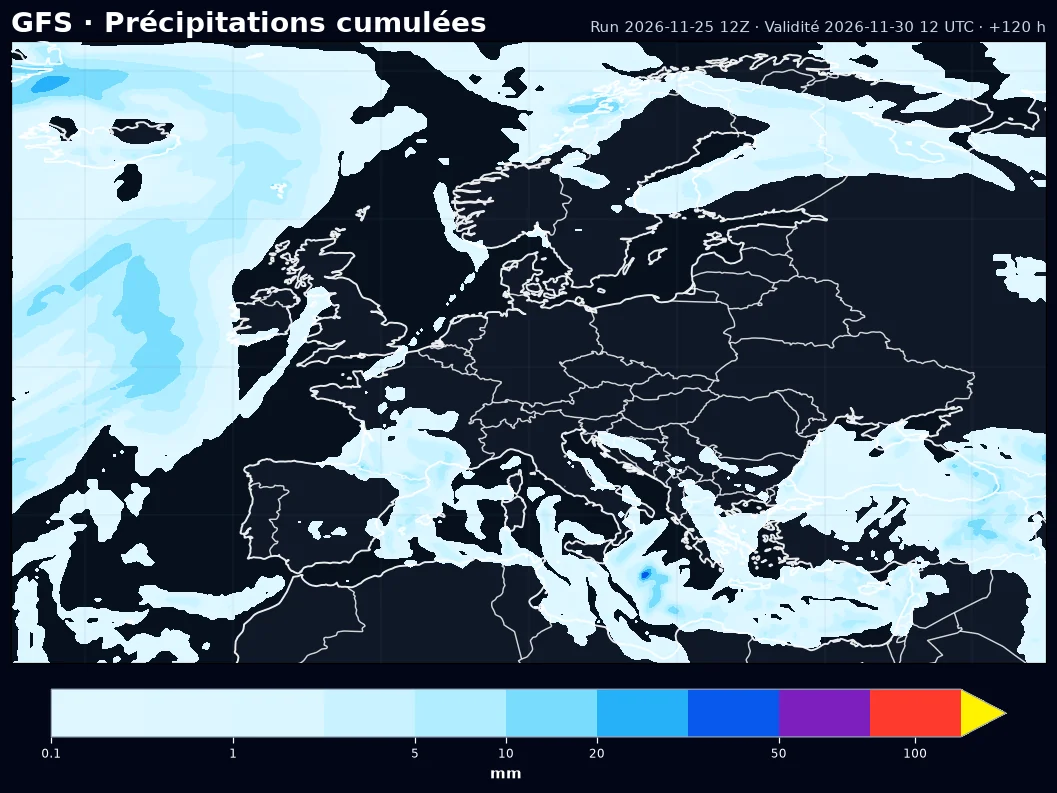 GFS · Précipitations cumulées
Run 2026-11-25 12Z · Validité 2026-11-30 12 UTC · +120 h
0.1 1 5 10 20 50 100
mm